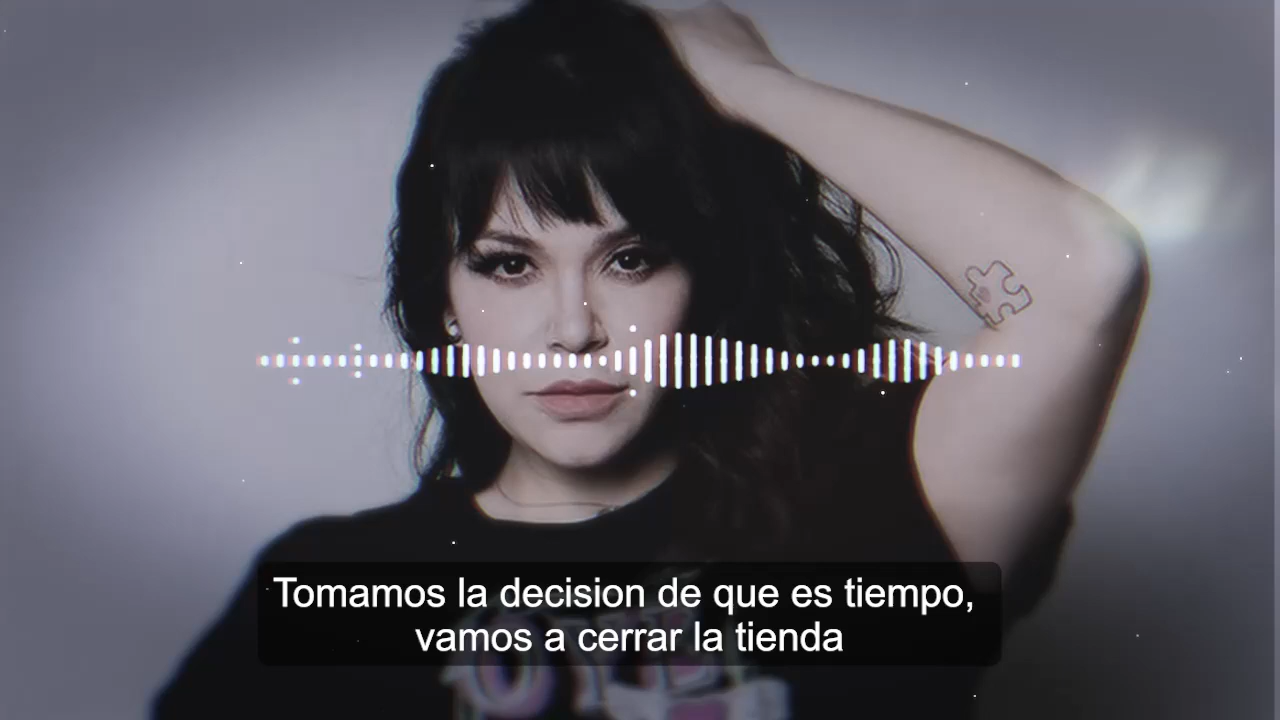 Tomamos la decision de que es tiempo,
vamos a cerrar la tienda